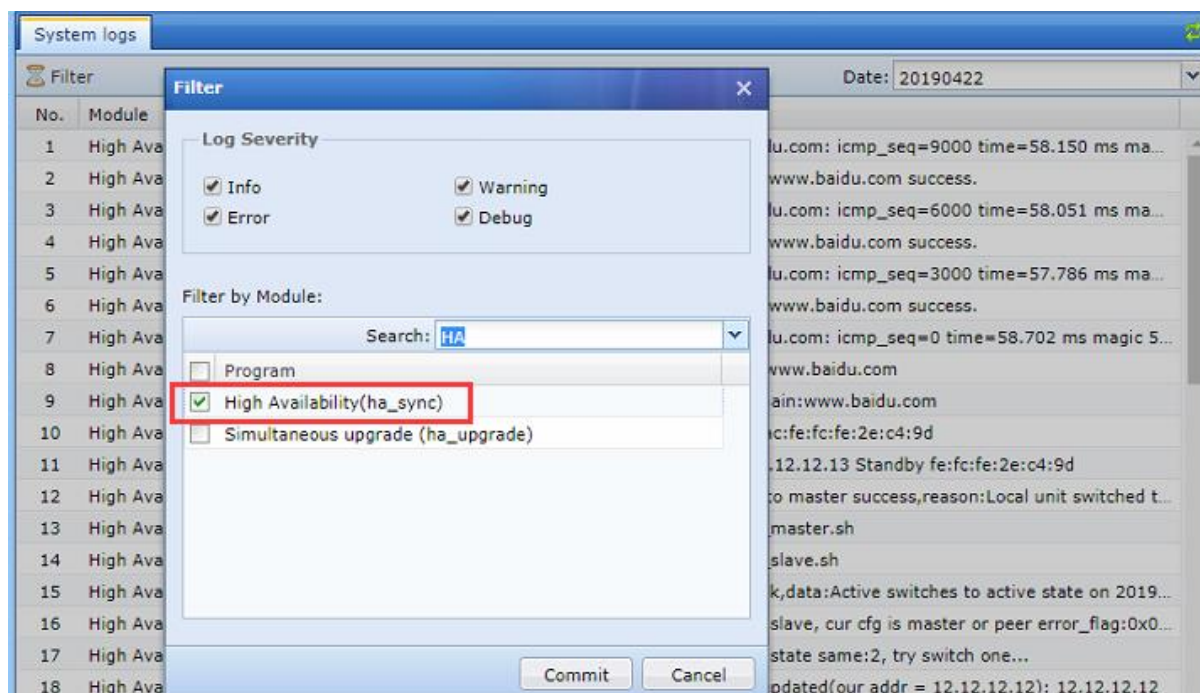 System logs
Filter
Date: 20190422
No. Module
Filter
Log Severity
Info
Warning
Error
Debug
Filter by Module:
Search: HA
Program
High Availability(ha_sync)
Simultaneous upgrade (ha_upgrade)
Commit
Cancel
1 High Ava lu.com: icmp_seq=9000 time=58.150 ms ma...
2 High Ava www.baidu.com success.
3 High Ava lu.com: icmp_seq=6000 time=58.051 ms ma...
4 High Ava www.baidu.com success.
5 High Ava lu.com: icmp_seq=3000 time=57.786 ms ma...
6 High Ava www.baidu.com success.
7 High Ava lu.com: icmp_seq=0 time=58.702 ms magic 5...
8 High Ava www.baidu.com
9 High Ava ain:www.baidu.com
10 High Ava ac:fe:fc:fe:2e:c4:9d
11 High Ava .12.12.13 Standby fe:fc:fe:2e:c4:9d
12 High Ava to master success,reason:Local unit switched t...
13 High Ava _master.sh
14 High Ava _slave.sh
15 High Ava k,data:Active switches to active state on 2019...
16 High Ava slave, cur cfg is master or peer error_flag:0x0...
17 High Ava state same:2, try switch one...
18 High Ava pdated(our addr = 12.12.12.12): 12.12.12.12